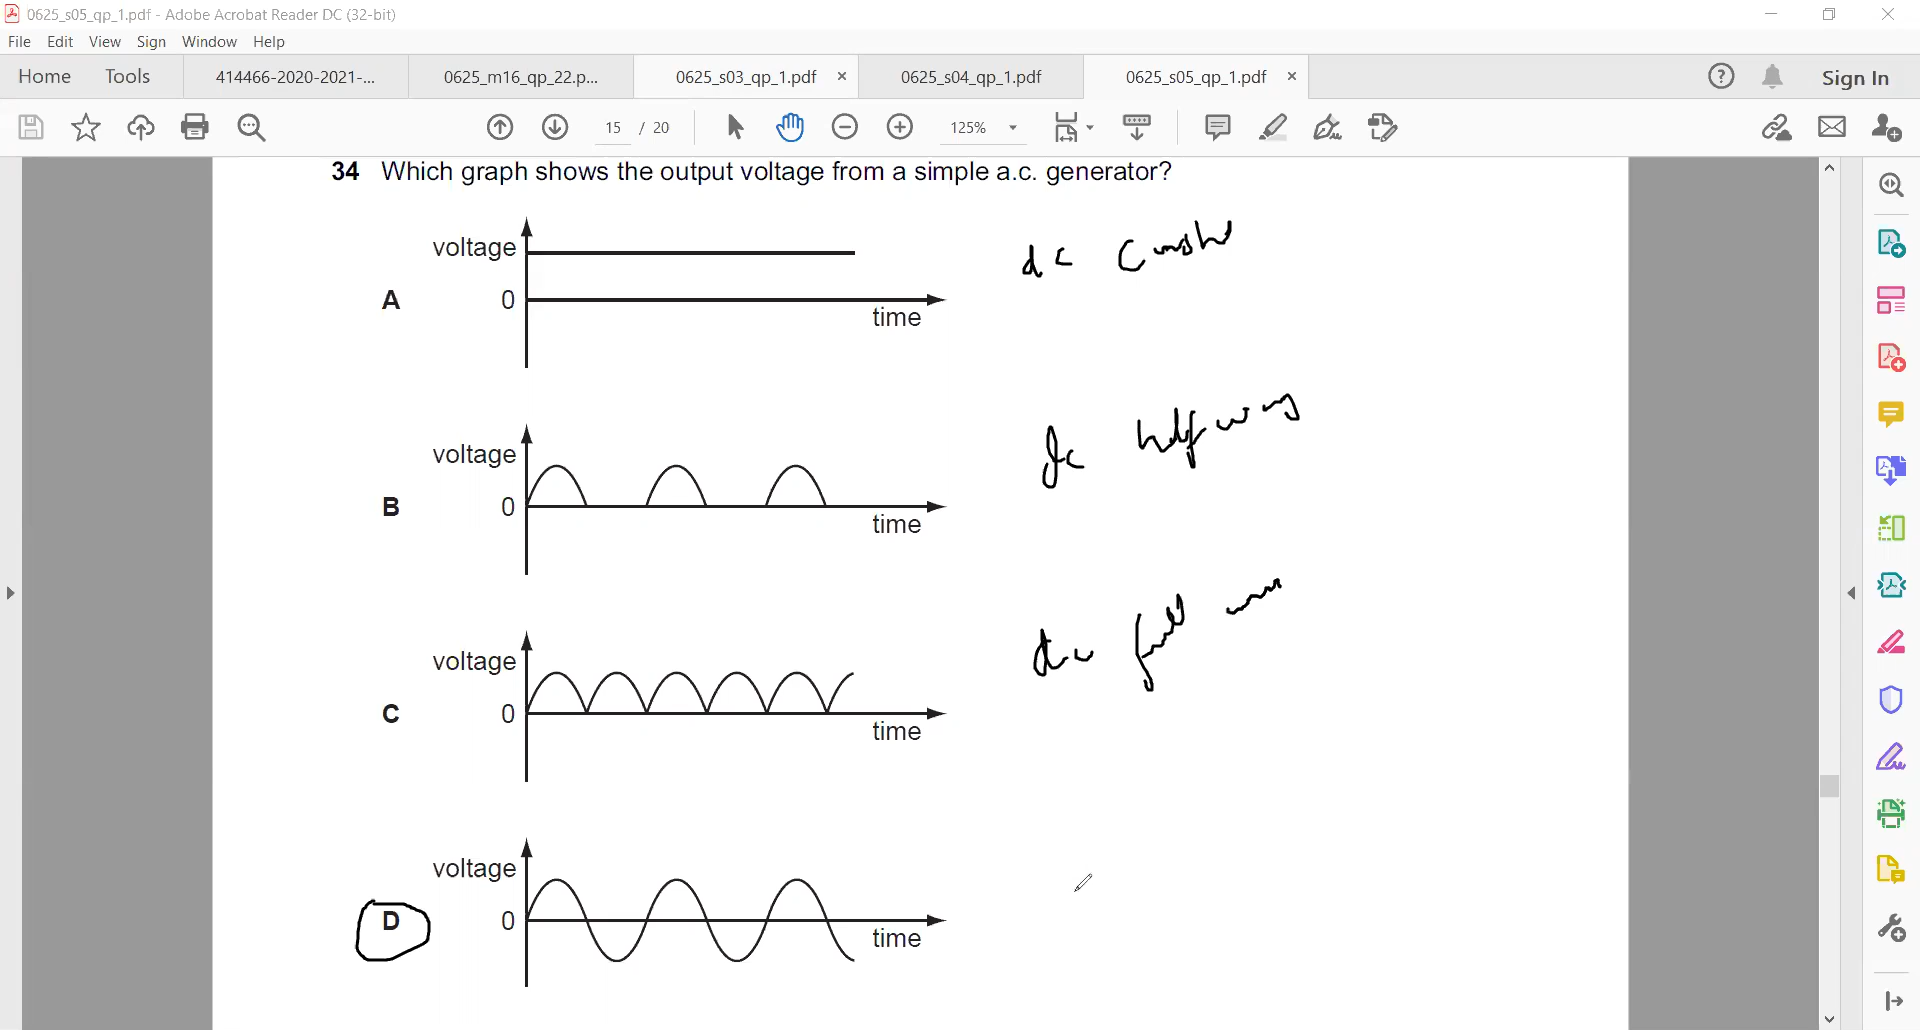 0625_s05_qp_1.pdf - Adobe Acrobat Reader DC (32-bit)
File Edit View Sign Window Help
Home Tools 414466-2020-2021-... 0625_m16_qp_22.p... 0625_s03_qp_1.pdf × 0625_s04_qp_1.pdf 0625_s05_qp_1.pdf × Sign In
15 / 20 125%
34 Which graph shows the output voltage from a simple a.c. generator?
voltage
dc
A 0
time
voltage
dc half
B 0
time
voltage
dc full
C 0
time
voltage
D 0
time